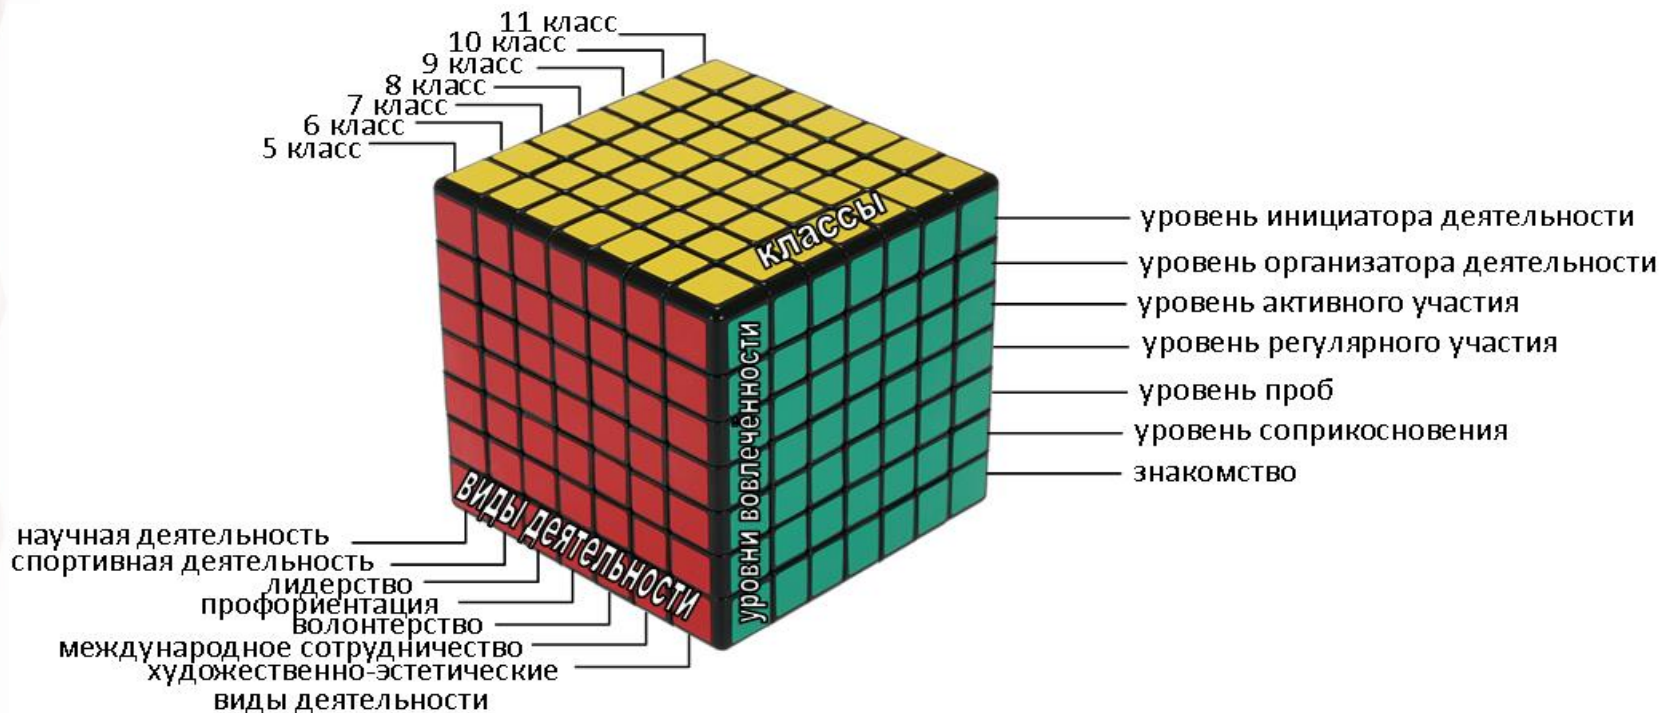 11 класс
10 класс
9 класс
8 класс
7 класс
6 класс
5 класс
классы
уровни вовлеченности
виды деятельности
уровень инициатора деятельности
уровень организатора деятельности
уровень активного участия
уровень регулярного участия
уровень проб
уровень соприкосновения
знакомство
научная деятельность
спортивная деятельность
лидерство
профориентация
волонтерство
международное сотрудничество
художественно-эстетические
виды деятельности